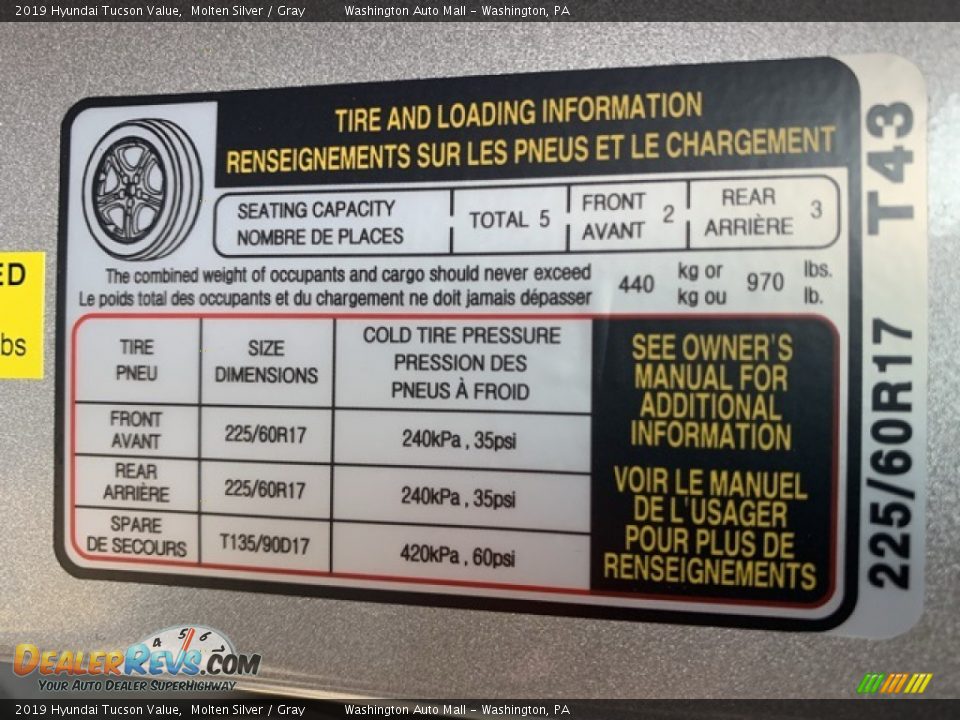 2019 Hyundai Tucson Value, Molten Silver / Gray Washington Auto Mall - Washington, PA
TIRE AND LOADING INFORMATION
RENSEIGNEMENTS SUR LES PNEUS ET LE CHARGEMENT
SEATING CAPACITY
NOMBRE DE PLACES
TOTAL 5
FRONT
AVANT
2
REAR
ARRIÈRE
3
The combined weight of occupants and cargo should never exceed
Le poids total des occupants et du chargement ne doit jamais dépasser
440
kg or
kg ou
970
lbs.
lb.
TIRE
PNEU
SIZE
DIMENSIONS
COLD TIRE PRESSURE
PRESSION DES
PNEUS À FROID
FRONT
AVANT
225/60R17
240kPa , 35psi
REAR
ARRIÈRE
225/60R17
240kPa , 35psi
SPARE
DE SECOURS
T135/90D17
420kPa , 60psi
SEE OWNER'S
MANUAL FOR
ADDITIONAL
INFORMATION
VOIR LE MANUEL
DE L'USAGER
POUR PLUS DE
RENSEIGNEMENTS
225/60R17 T43
ED
bs
4 5 6 7
DEALERREVS.COM
YOUR AUTO DEALER SUPERHIGHWAY
2019 Hyundai Tucson Value, Molten Silver / Gray Washington Auto Mall - Washington, PA